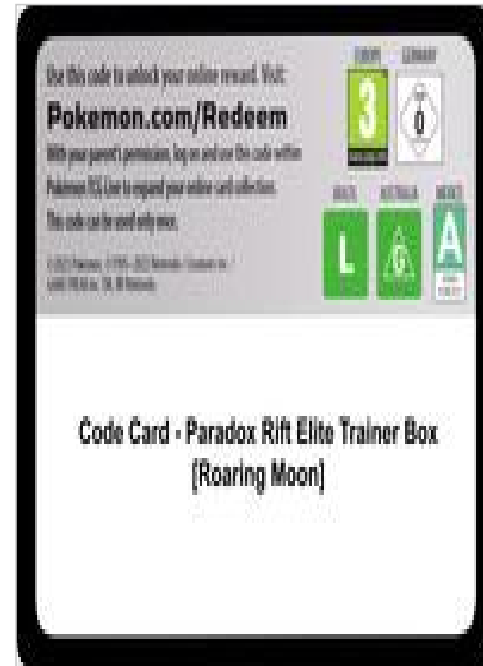 Use this code to unlock your online reward. Visit:
Pokemon.com/Redeem
With your parent's permission, log on and use this code within
Pokémon TCG Live to expand your online card collection.
This code can be used only once.
EUROPE GERMANY
3
0
BRAZIL AUSTRALIA MEXICO
L
G
A
Code Card - Paradox Rift Elite Trainer Box
[Roaring Moon]